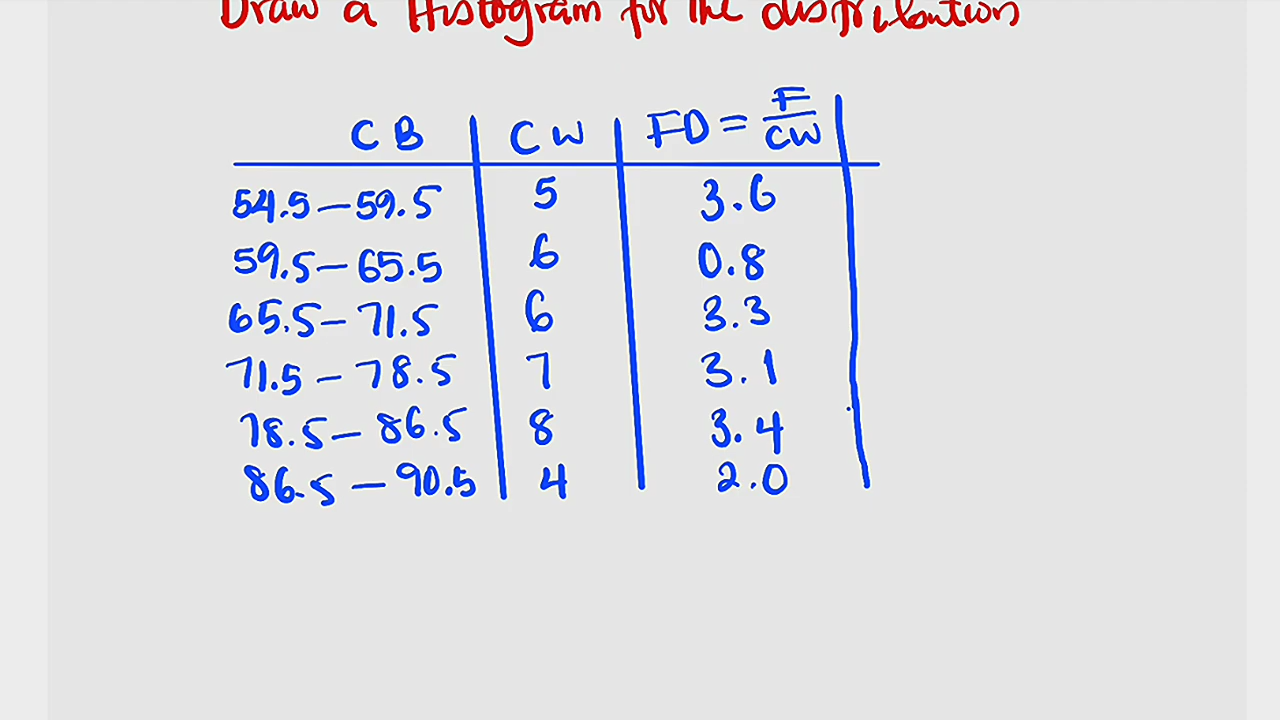 Draw a Histogram for the distribution
CB CW FD = F/CW
54.5 – 59.5 5 3.6
59.5 – 65.5 6 0.8
65.5 – 71.5 6 3.3
71.5 – 78.5 7 3.1
78.5 – 86.5 8 3.4
86.5 – 90.5 4 2.0